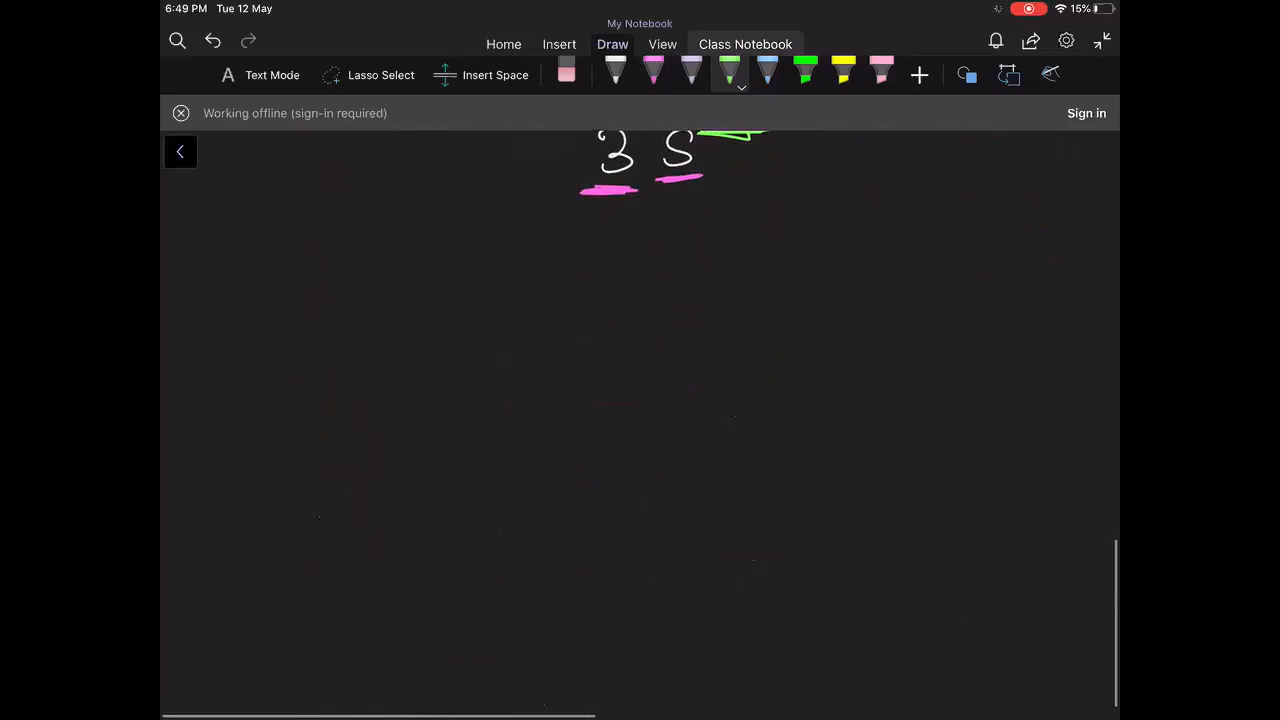 6:49 PM Tue 12 May
15%
My Notebook
Home Insert Draw View Class Notebook
A Text Mode Lasso Select Insert Space
Working offline (sign-in required) Sign in
3 S